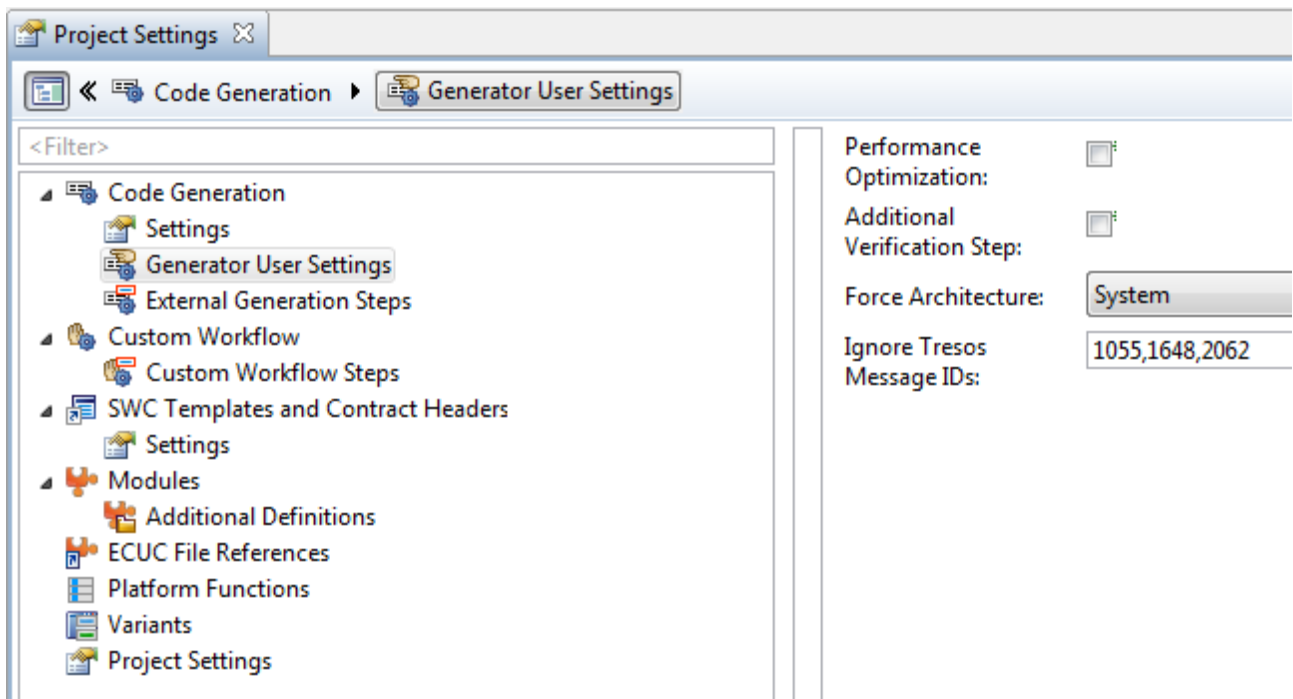 Project Settings
Code Generation
Generator User Settings
<Filter>
Code Generation
Settings
Generator User Settings
External Generation Steps
Custom Workflow
Custom Workflow Steps
SWC Templates and Contract Headers
Settings
Modules
Additional Definitions
ECUC File References
Platform Functions
Variants
Project Settings
Performance
Optimization:
Additional
Verification Step:
Force Architecture:
System
Ignore Tresos
Message IDs:
1055,1648,2062